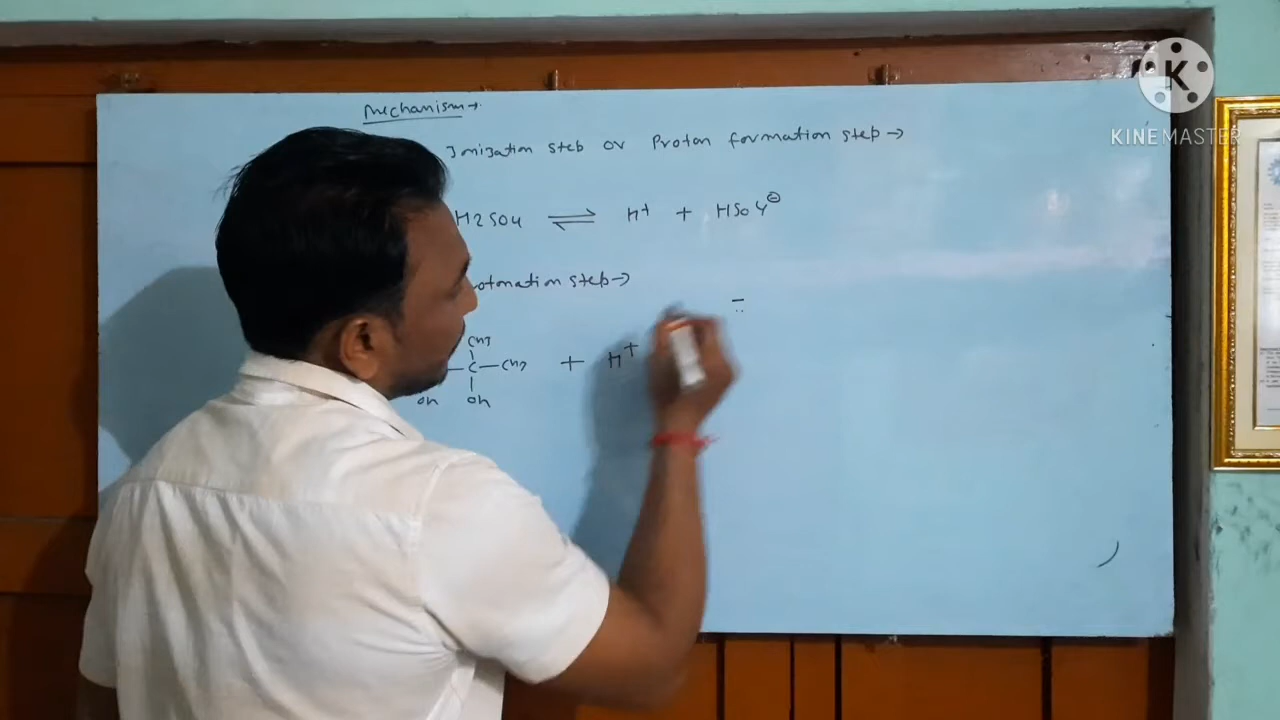 Mechanism →
KINEMASTER
Ionization step or Proton formation step →
H2SO4 ⇌ H+ + HSO4⊖
otonation step →
CH3
— C — CH3 + H+
OH OH